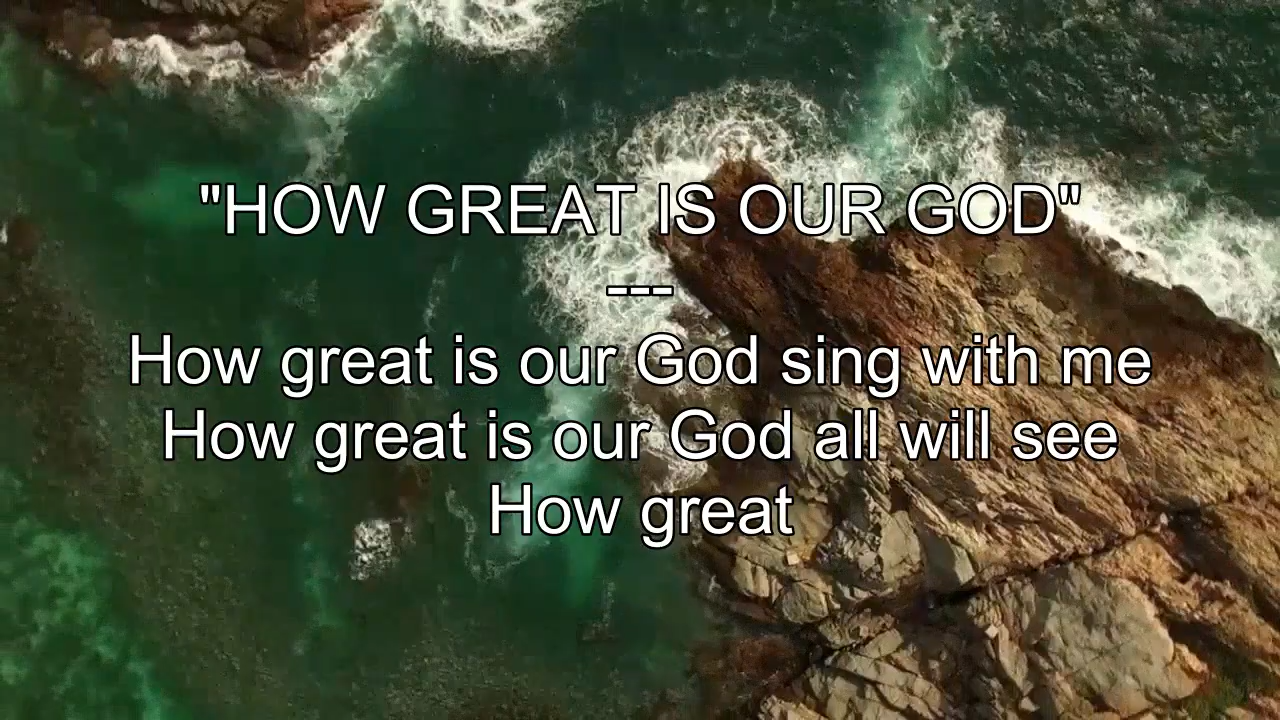 "HOW GREAT IS OUR GOD"
---
How great is our God sing with me
How great is our God all will see
How great